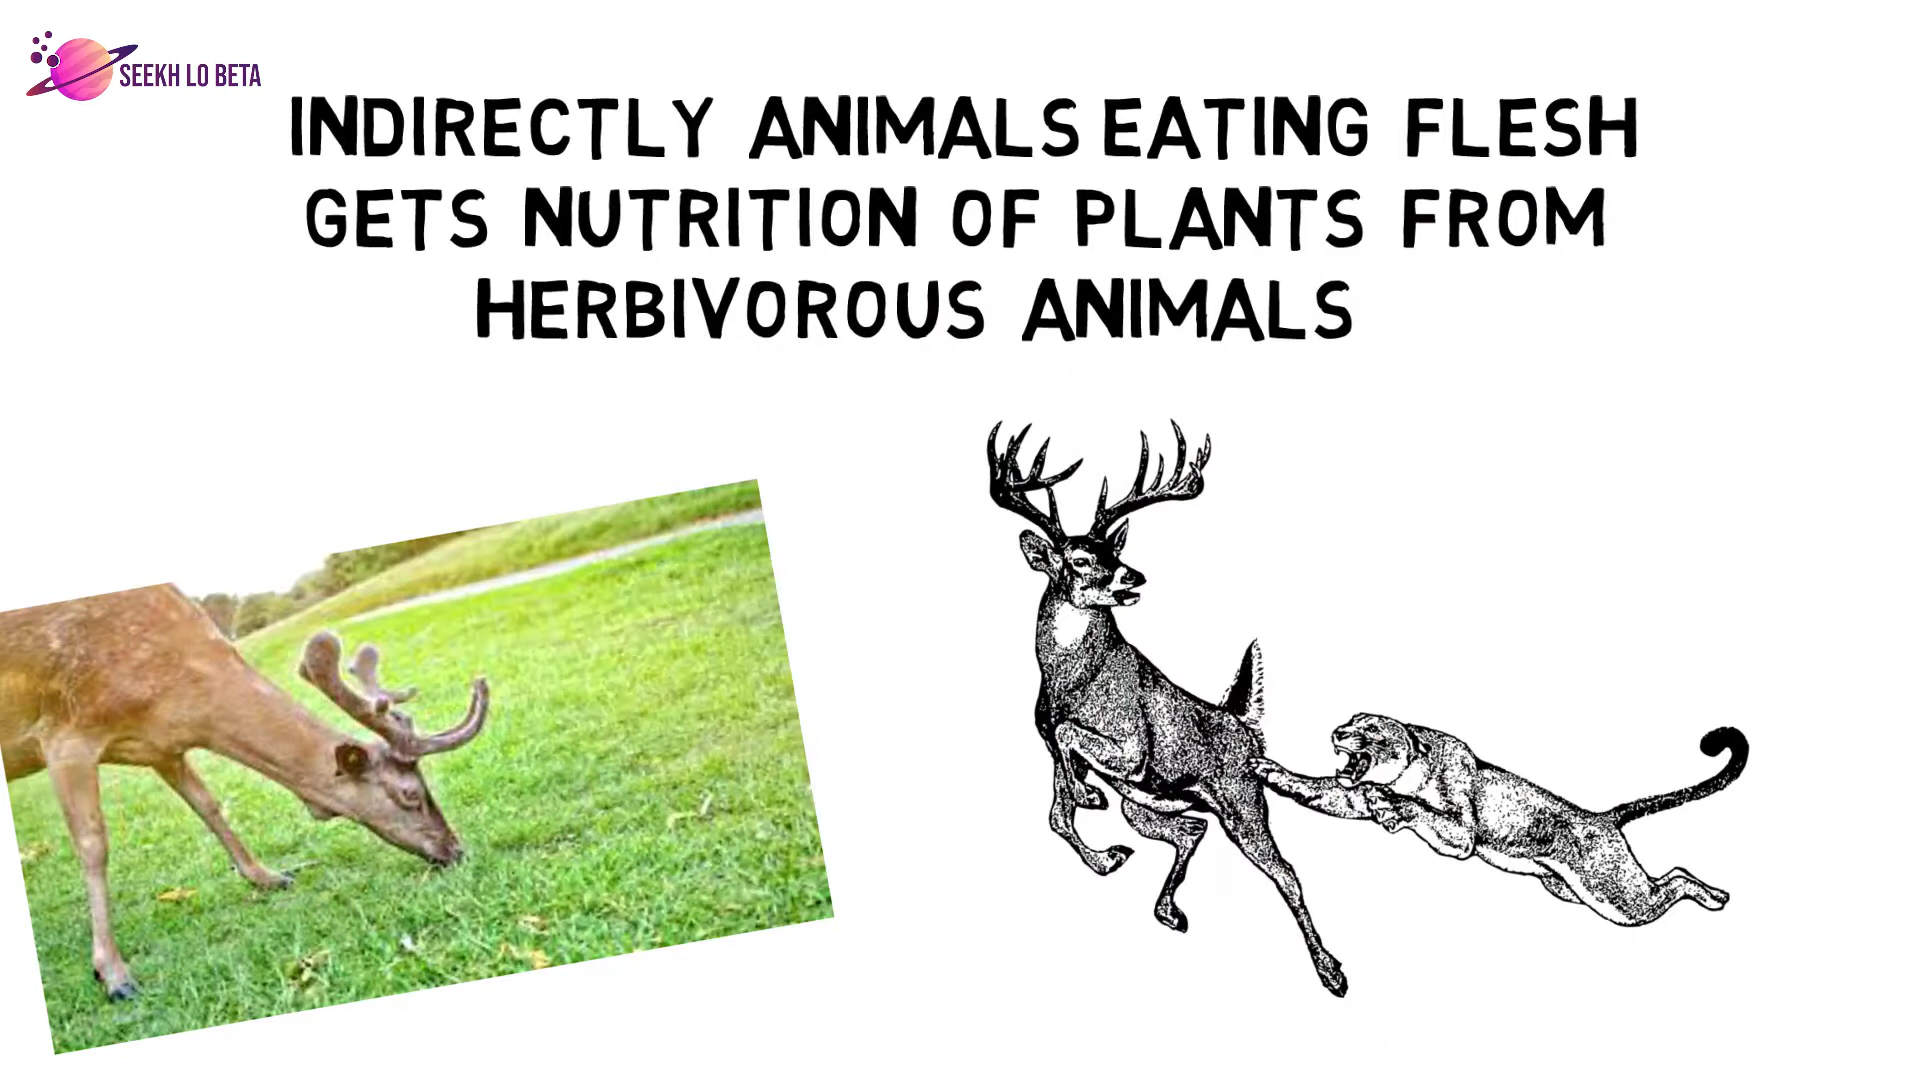 SEEKH LO BETA
INDIRECTLY ANIMALS EATING FLESH
GETS NUTRITION OF PLANTS FROM
HERBIVOROUS ANIMALS